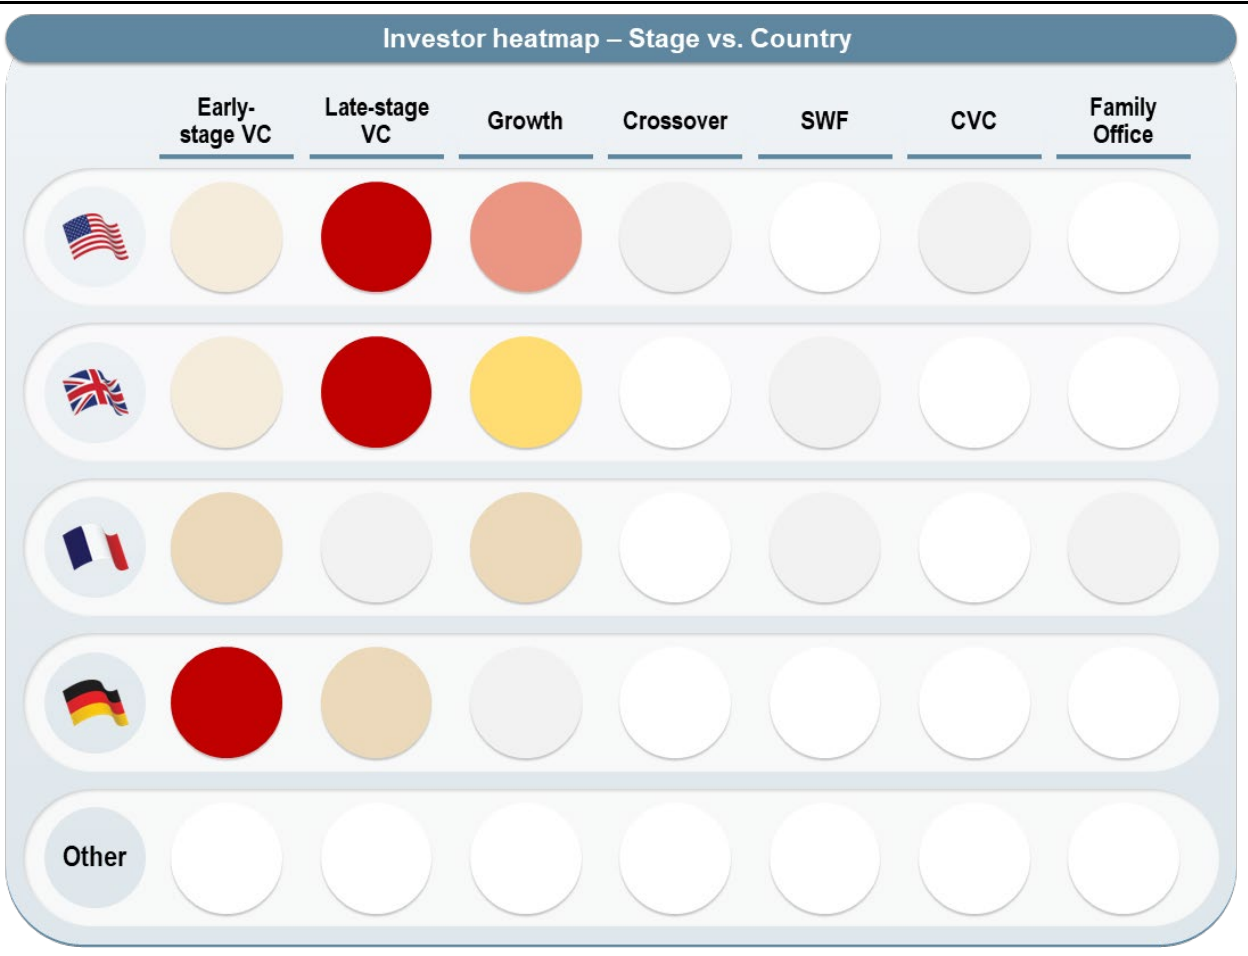 Investor heatmap – Stage vs. Country
Early-
stage VC
Late-stage
VC
Growth
Crossover
SWF
CVC
Family
Office
Other